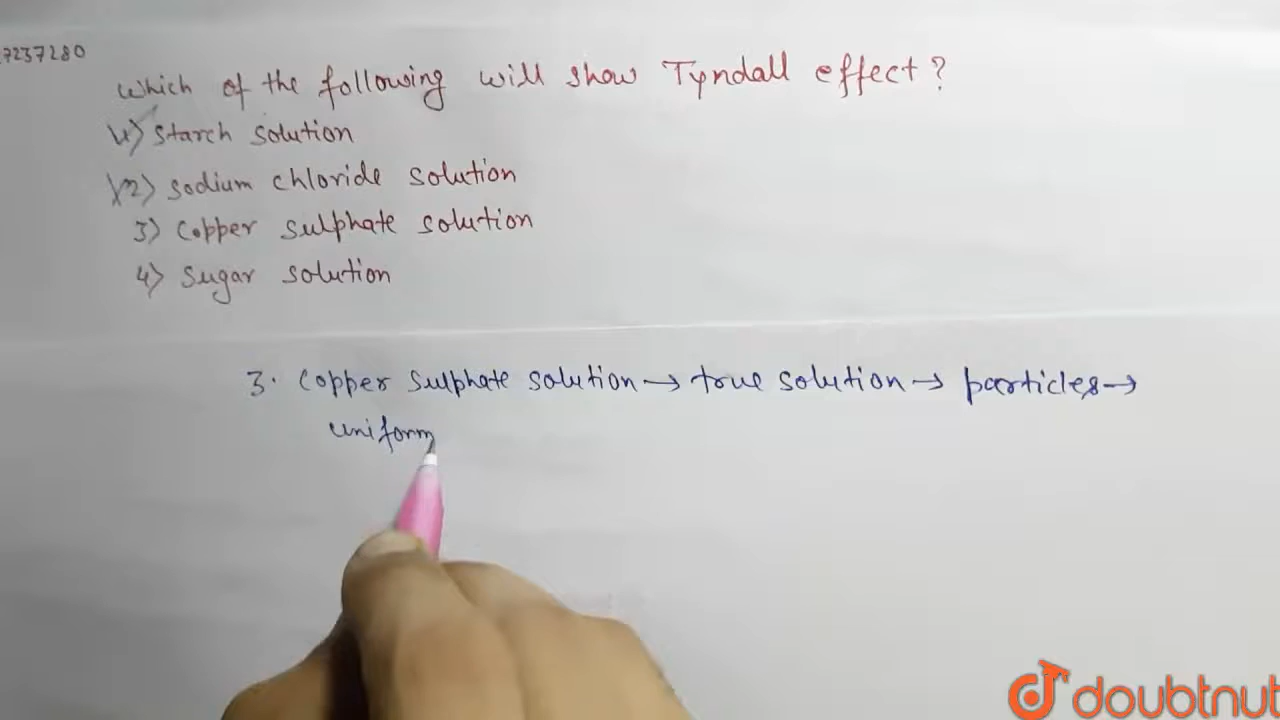 7237280
Which of the following will show Tyndall effect?
1) Starch solution
2) Sodium chloride solution
3) Copper sulphate solution
4) Sugar solution
3. Copper sulphate solution → true solution → particles →
uniform
doubtnut